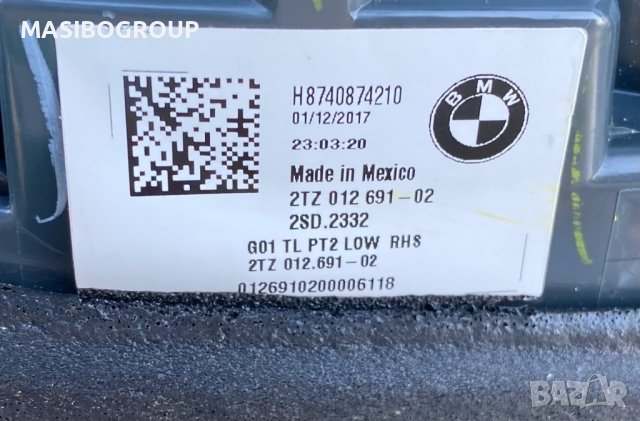 MASIBOGROUP
H8740874210
01/12/2017
BMW
23:03:20
Made in Mexico
2TZ 012 691-02
2SD.2332
G01 TL PT2 LOW RHS
2TZ 012.691-02
0126910200006118
BAZAR